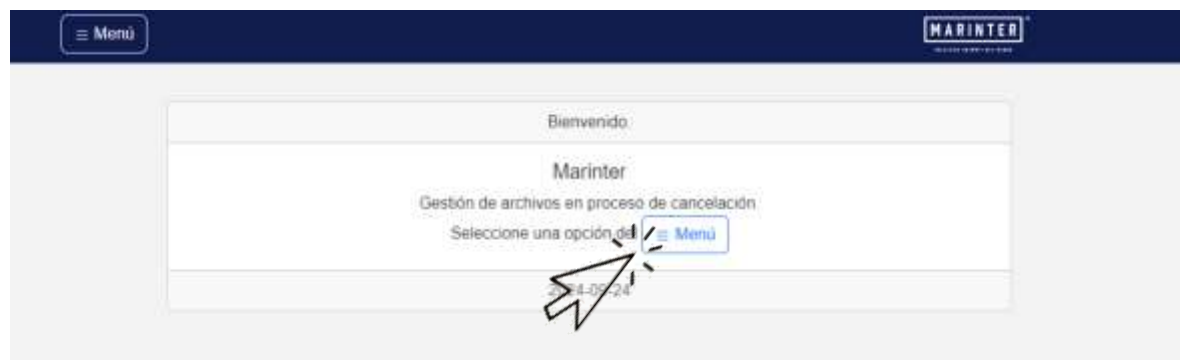 ≡ Menú
MARINTER
Bienvenido
Marinter
Gestión de archivos en proceso de cancelación
Seleccione una opción del ≡ Menú